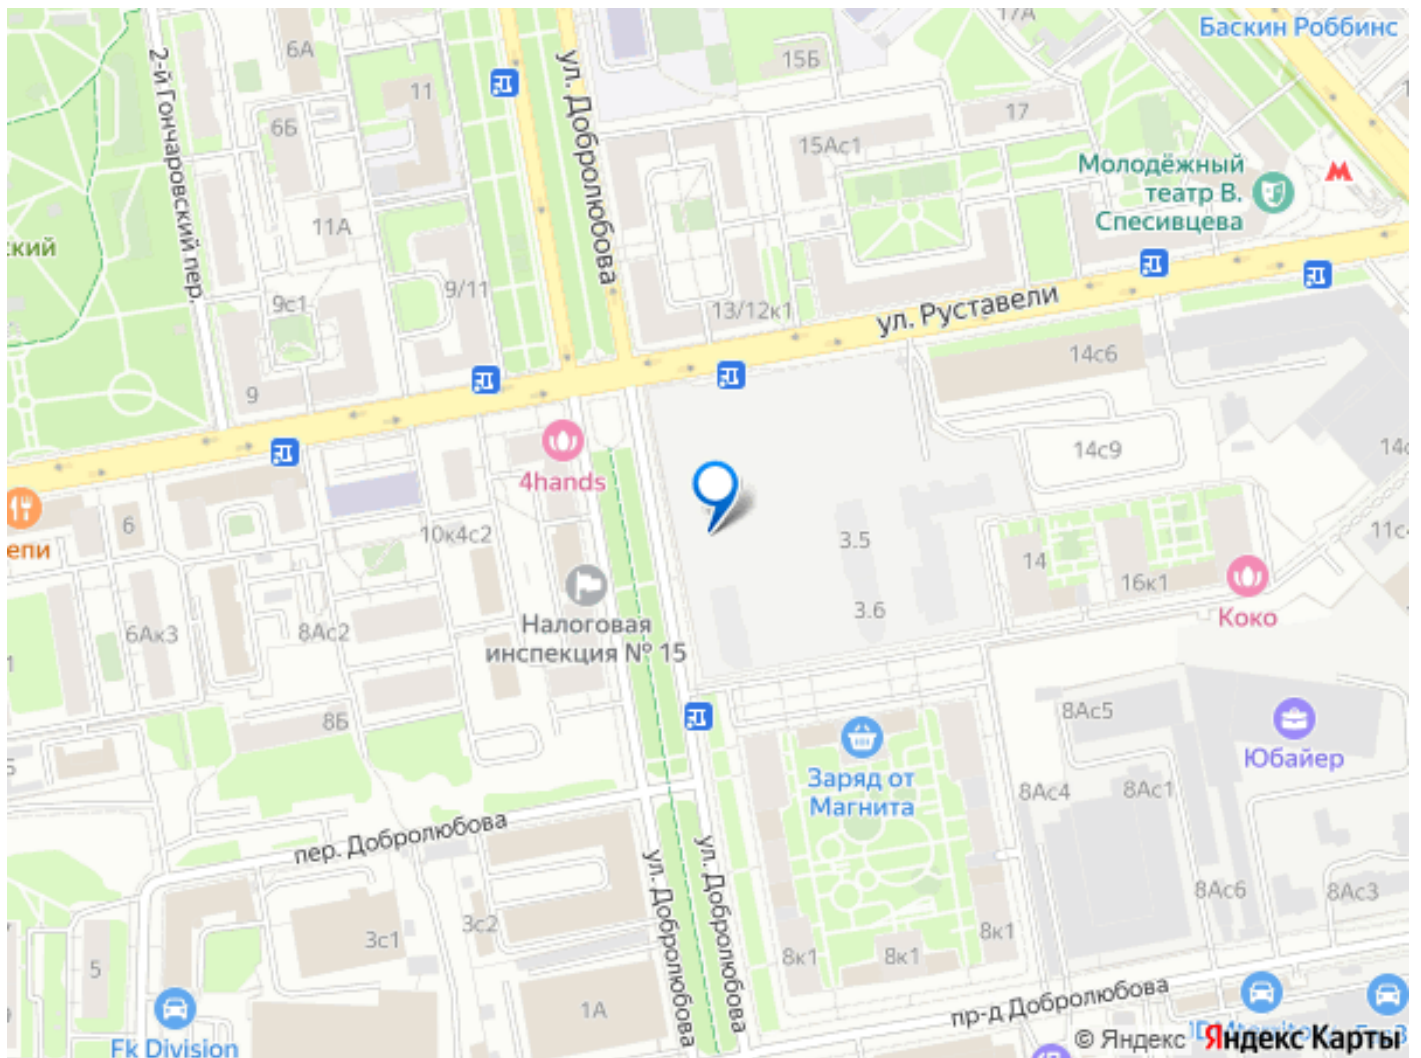 17А
Баскин Роббинс
2-й Гончаровский пер.
6А
ул. Добролюбова
15Б
11
17
6Б
15Ас1
Молодёжный
театр В.
Спесивцева
11А
ский
9/11
9с1
13/12к1
ул. Руставели
14с6
9
14с9
4hands
6
10к4с2
епи
3.5
14
16к1
3.6
Коко
6Ак3
8Ас2
Налоговая
инспекция № 15
8Б
8Ас5
Юбайер
Заряд от
Магнита
8Ас4
8Ас1
пер. Добролюбова
ул. Добролюбова
ул. Добролюбова
8Ас6
8Ас3
3с2
3с1
8к1
8к1
8к1
5
1А
пр-д Добролюбова
Fk Division
© Яндекс
Яндекс Карты